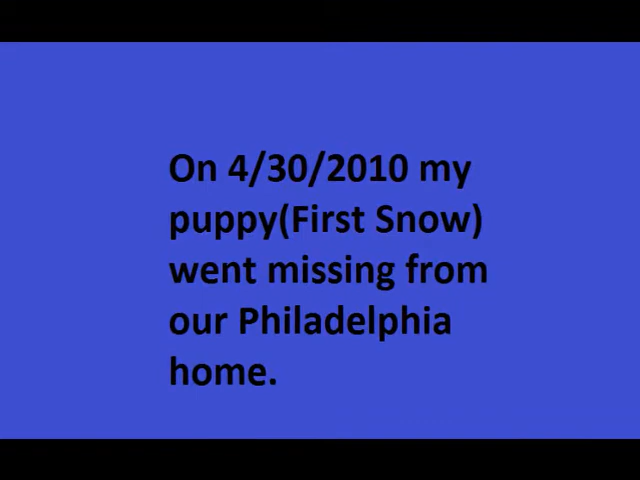 On 4/30/2010 my
puppy(First Snow)
went missing from
our Philadelphia
home.